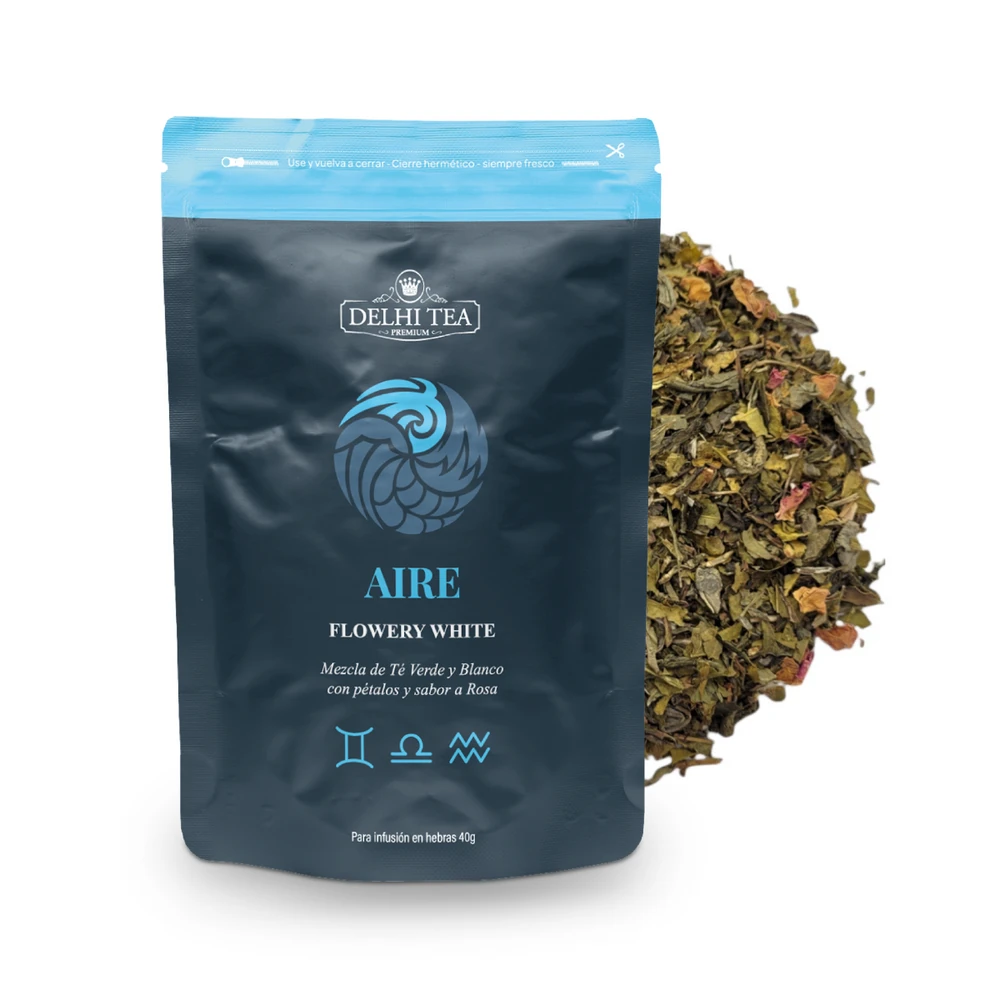 Use y vuelva a cerrar - Cierre hermético - siempre fresco
DELHI TEA
PREMIUM
AIRE
FLOWERY WHITE
Mezcla de Té Verde y Blanco
con pétalos y sabor a Rosa
Para infusión en hebras 40g